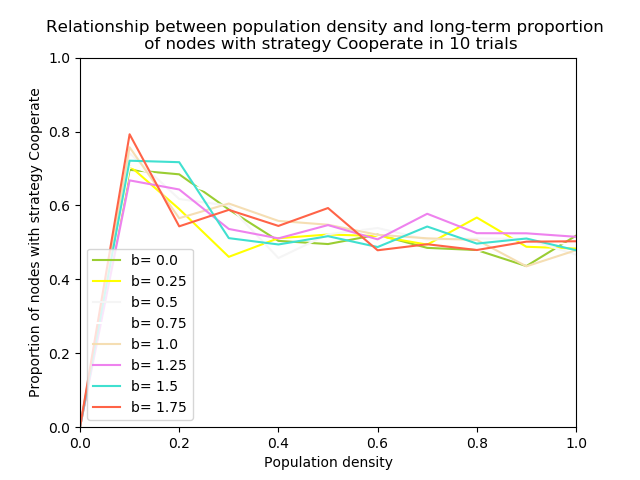 Relationship between population density and long-term proportion
of nodes with strategy Cooperate in 10 trials
1.0
0.8
0.6
0.4
0.2
0.0
Proportion of nodes with strategy Cooperate
b= 0.0
b= 0.25
b= 0.5
b= 0.75
b= 1.0
b= 1.25
b= 1.5
b= 1.75
0.0 0.2 0.4 0.6 0.8 1.0
Population density